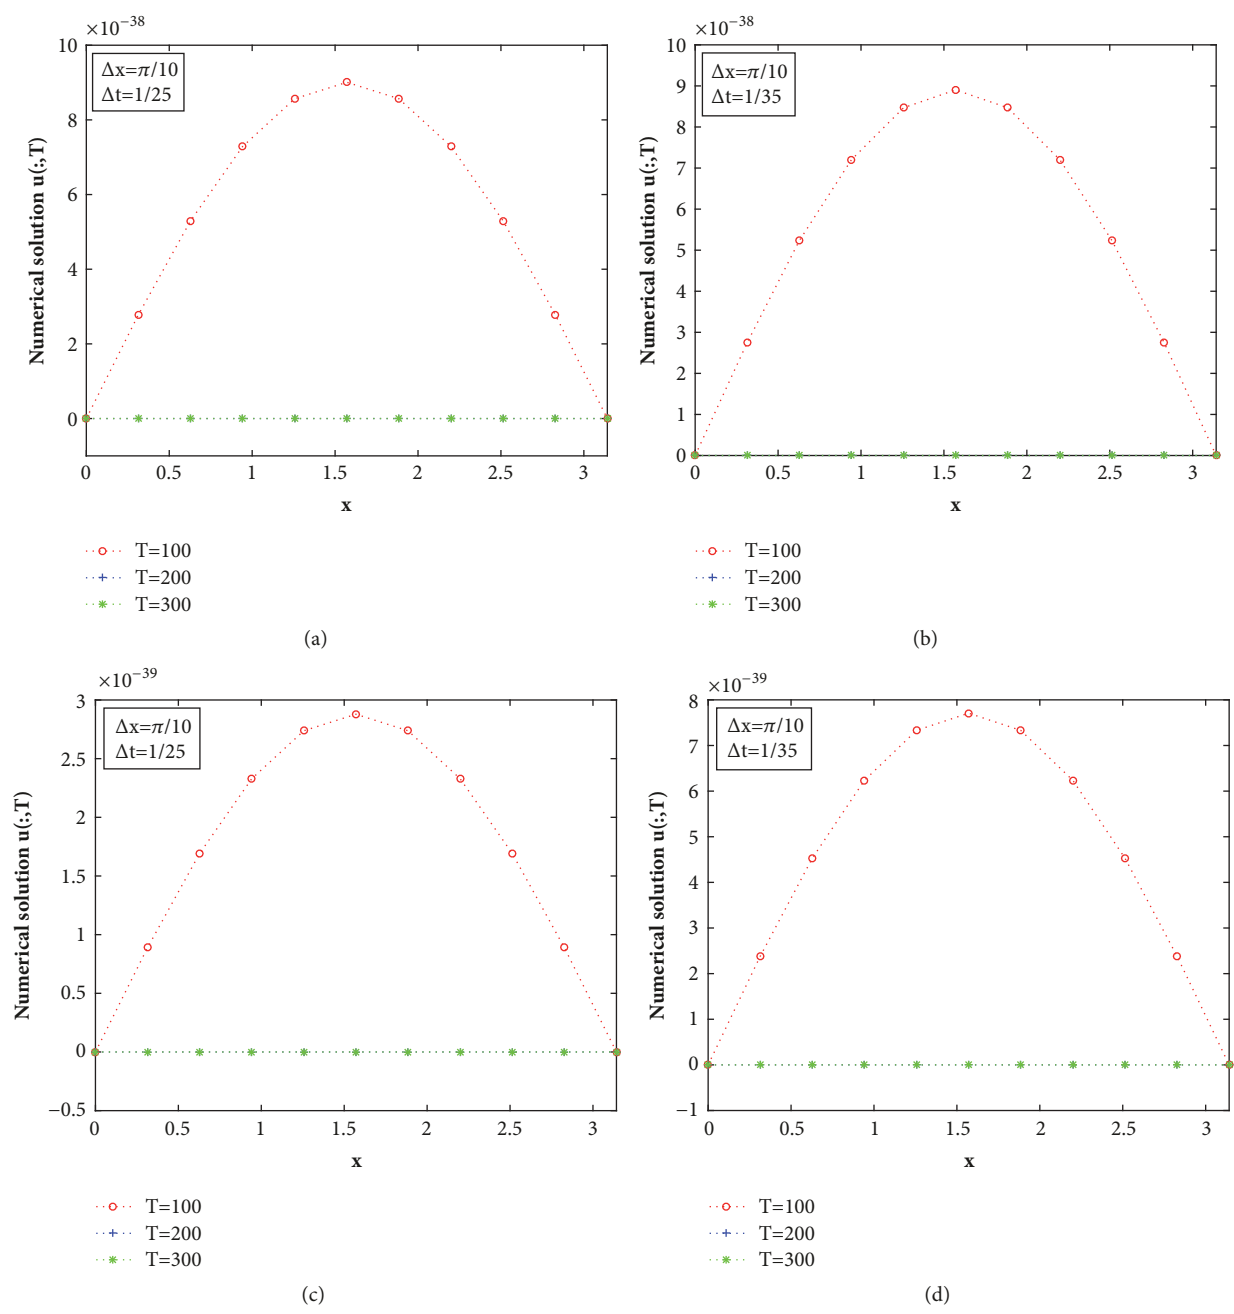 ×10⁻³⁸
10
8
6
4
2
0
Numerical solution u(:,T)
Δx=π/10
Δt=1/25
0 0.5 1 1.5 2 2.5 3
x
T=100
T=200
T=300
(a)
×10⁻³⁸
10
9
8
7
6
5
4
3
2
1
0
Numerical solution u(:,T)
Δx=π/10
Δt=1/35
0 0.5 1 1.5 2 2.5 3
x
T=100
T=200
T=300
(b)
×10⁻³⁹
3
2.5
2
1.5
1
0.5
0
−0.5
Numerical solution u(:,T)
Δx=π/10
Δt=1/25
0 0.5 1 1.5 2 2.5 3
x
T=100
T=200
T=300
(c)
×10⁻³⁹
8
7
6
5
4
3
2
1
0
−1
Numerical solution u(:,T)
Δx=π/10
Δt=1/35
0 0.5 1 1.5 2 2.5 3
x
T=100
T=200
T=300
(d)